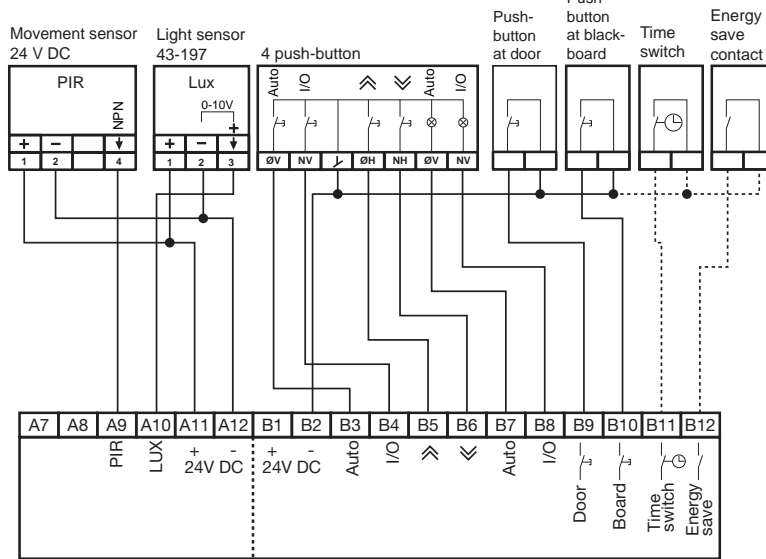 Movement sensor
24 V DC
PIR
NPN
+ −
1 2 4
Light sensor
43-197
Lux
0-10V
+
+ −
1 2 3
4 push-button
Auto I/O Auto I/O
ØV NV ØH NH ØV NV
Push-
button
at door
button
at black-
board
Time
switch
Energy
save
contact
A7 A8 A9 A10 A11 A12 B1 B2 B3 B4 B5 B6 B7 B8 B9 B10 B11 B12
PIR
LUX
+ -
24V DC
+ -
24V DC
Auto
I/O
Auto
I/O
Door
Board
Time
switch
Energy
save